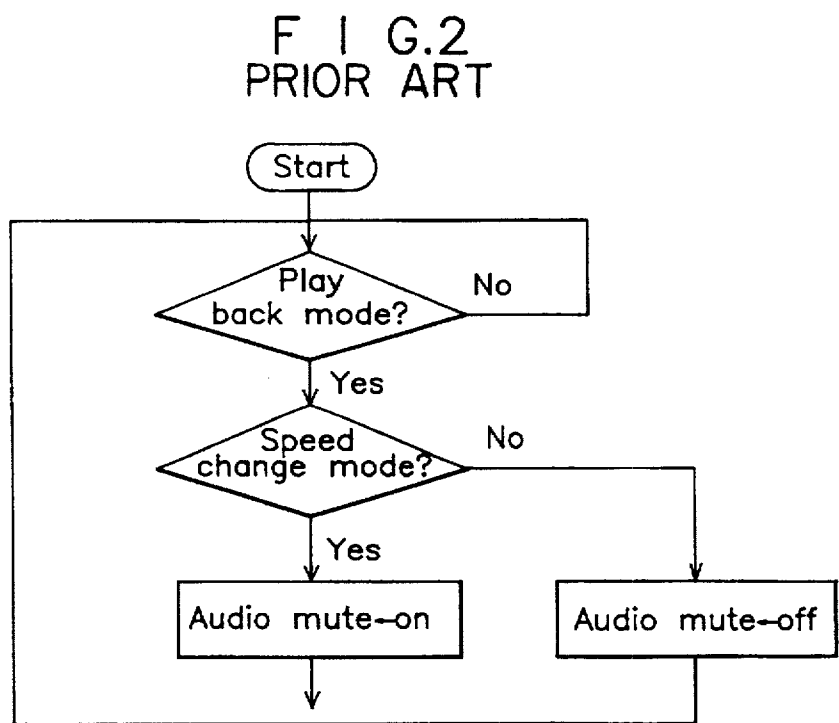 F I G.2
PRIOR ART
Start
Play
back mode?
No
Yes
Speed
change mode?
No
Yes
Audio mute←on
Audio mute←off